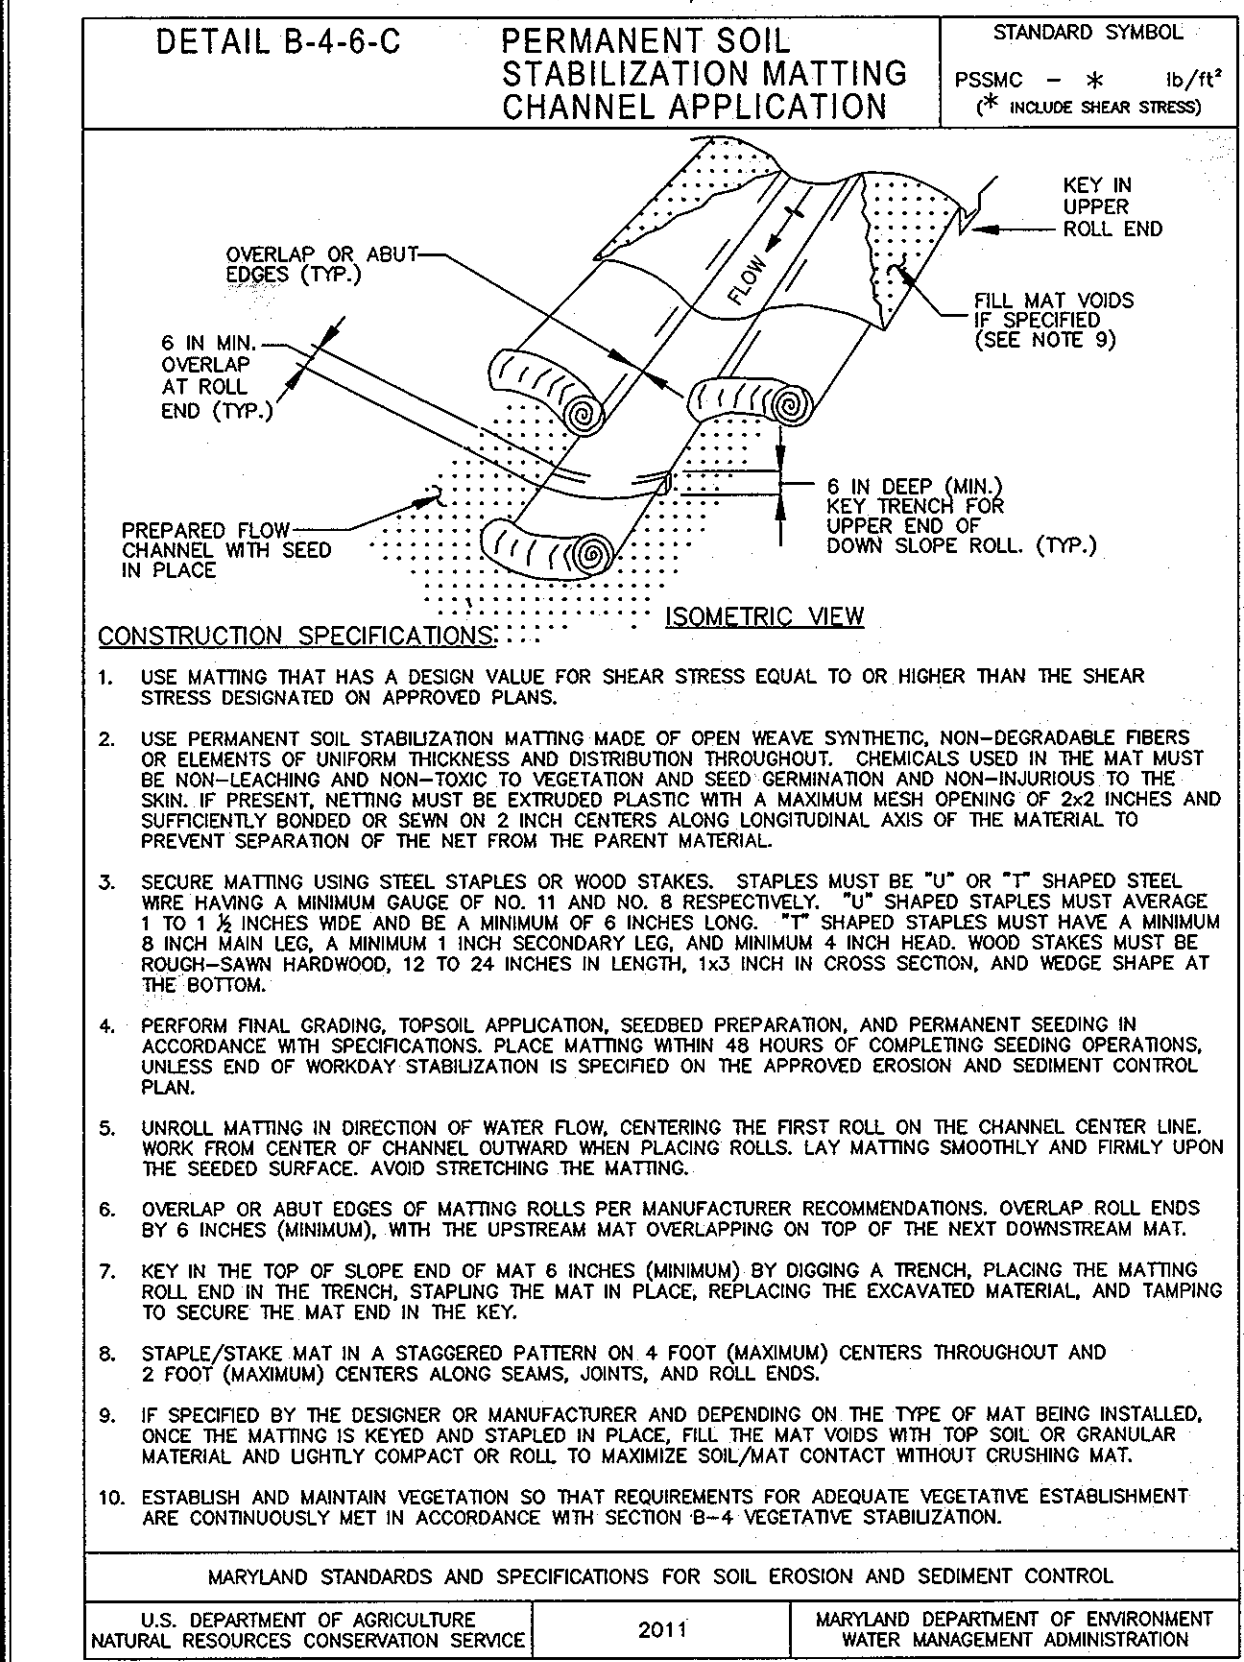 DETAIL B-4-6-C
PERMANENT SOIL
STABILIZATION MATTING
CHANNEL APPLICATION
STANDARD SYMBOL
PSSMC - * lb/ft²
(* INCLUDE SHEAR STRESS)
KEY IN
UPPER
ROLL END
OVERLAP OR ABUT
EDGES (TYP.)
FLOW
FILL MAT VOIDS
IF SPECIFIED
(SEE NOTE 9)
6 IN MIN.
OVERLAP
AT ROLL
END (TYP.)
6 IN DEEP (MIN.)
KEY TRENCH FOR
UPPER END OF
DOWN SLOPE ROLL. (TYP.)
PREPARED FLOW
CHANNEL WITH SEED
IN PLACE
ISOMETRIC VIEW
CONSTRUCTION SPECIFICATIONS:
1. USE MATTING THAT HAS A DESIGN VALUE FOR SHEAR STRESS EQUAL TO OR HIGHER THAN THE SHEAR
STRESS DESIGNATED ON APPROVED PLANS.
2. USE PERMANENT SOIL STABILIZATION MATTING MADE OF OPEN WEAVE SYNTHETIC, NON-DEGRADABLE FIBERS
OR ELEMENTS OF UNIFORM THICKNESS AND DISTRIBUTION THROUGHOUT. CHEMICALS USED IN THE MAT MUST
BE NON-LEACHING AND NON-TOXIC TO VEGETATION AND SEED GERMINATION AND NON-INJURIOUS TO THE
SKIN. IF PRESENT, NETTING MUST BE EXTRUDED PLASTIC WITH A MAXIMUM MESH OPENING OF 2x2 INCHES AND
SUFFICIENTLY BONDED OR SEWN ON 2 INCH CENTERS ALONG LONGITUDINAL AXIS OF THE MATERIAL TO
PREVENT SEPARATION OF THE NET FROM THE PARENT MATERIAL.
3. SECURE MATTING USING STEEL STAPLES OR WOOD STAKES. STAPLES MUST BE "U" OR "T" SHAPED STEEL
WIRE HAVING A MINIMUM GAUGE OF NO. 11 AND NO. 8 RESPECTIVELY. "U" SHAPED STAPLES MUST AVERAGE
1 TO 1 ½ INCHES WIDE AND BE A MINIMUM OF 6 INCHES LONG. "T" SHAPED STAPLES MUST HAVE A MINIMUM
8 INCH MAIN LEG, A MINIMUM 1 INCH SECONDARY LEG, AND MINIMUM 4 INCH HEAD. WOOD STAKES MUST BE
ROUGH-SAWN HARDWOOD, 12 TO 24 INCHES IN LENGTH, 1x3 INCH IN CROSS SECTION, AND WEDGE SHAPE AT
THE BOTTOM.
4. PERFORM FINAL GRADING, TOPSOIL APPLICATION, SEEDBED PREPARATION, AND PERMANENT SEEDING IN
ACCORDANCE WITH SPECIFICATIONS. PLACE MATTING WITHIN 48 HOURS OF COMPLETING SEEDING OPERATIONS,
UNLESS END OF WORKDAY STABILIZATION IS SPECIFIED ON THE APPROVED EROSION AND SEDIMENT CONTROL
PLAN.
5. UNROLL MATTING IN DIRECTION OF WATER FLOW, CENTERING THE FIRST ROLL ON THE CHANNEL CENTER LINE.
WORK FROM CENTER OF CHANNEL OUTWARD WHEN PLACING ROLLS. LAY MATTING SMOOTHLY AND FIRMLY UPON
THE SEEDED SURFACE. AVOID STRETCHING THE MATTING.
6. OVERLAP OR ABUT EDGES OF MATTING ROLLS PER MANUFACTURER RECOMMENDATIONS. OVERLAP ROLL ENDS
BY 6 INCHES (MINIMUM), WITH THE UPSTREAM MAT OVERLAPPING ON TOP OF THE NEXT DOWNSTREAM MAT.
7. KEY IN THE TOP OF SLOPE END OF MAT 6 INCHES (MINIMUM) BY DIGGING A TRENCH, PLACING THE MATTING
ROLL END IN THE TRENCH, STAPLING THE MAT IN PLACE, REPLACING THE EXCAVATED MATERIAL, AND TAMPING
TO SECURE THE MAT END IN THE KEY.
8. STAPLE/STAKE MAT IN A STAGGERED PATTERN ON 4 FOOT (MAXIMUM) CENTERS THROUGHOUT AND
2 FOOT (MAXIMUM) CENTERS ALONG SEAMS, JOINTS, AND ROLL ENDS.
9. IF SPECIFIED BY THE DESIGNER OR MANUFACTURER AND DEPENDING ON THE TYPE OF MAT BEING INSTALLED,
ONCE THE MATTING IS KEYED AND STAPLED IN PLACE, FILL THE MAT VOIDS WITH TOP SOIL OR GRANULAR
MATERIAL AND LIGHTLY COMPACT OR ROLL TO MAXIMIZE SOIL/MAT CONTACT WITHOUT CRUSHING MAT.
10. ESTABLISH AND MAINTAIN VEGETATION SO THAT REQUIREMENTS FOR ADEQUATE VEGETATIVE ESTABLISHMENT
ARE CONTINUOUSLY MET IN ACCORDANCE WITH SECTION B-4 VEGETATIVE STABILIZATION.
MARYLAND STANDARDS AND SPECIFICATIONS FOR SOIL EROSION AND SEDIMENT CONTROL
U.S. DEPARTMENT OF AGRICULTURE
NATURAL RESOURCES CONSERVATION SERVICE
2011
MARYLAND DEPARTMENT OF ENVIRONMENT
WATER MANAGEMENT ADMINISTRATION